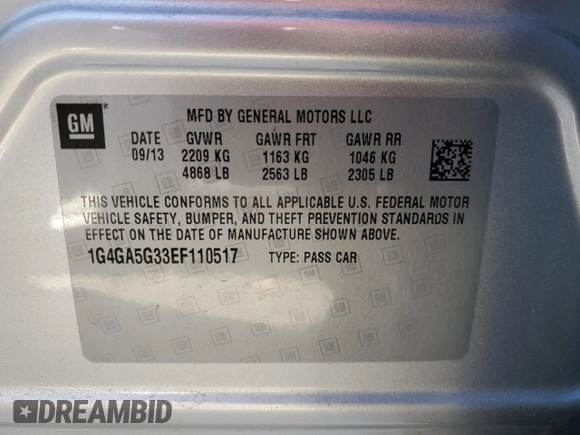 GM
®
MFD BY GENERAL MOTORS LLC
DATE GVWR GAWR FRT GAWR RR
09/13 2209 KG 1163 KG 1046 KG
4868 LB 2563 LB 2305 LB
THIS VEHICLE CONFORMS TO ALL APPLICABLE U.S. FEDERAL MOTOR
VEHICLE SAFETY, BUMPER, AND THEFT PREVENTION STANDARDS IN
EFFECT ON THE DATE OF MANUFACTURE SHOWN ABOVE.
1G4GA5G33EF110517 TYPE: PASS CAR
DREAMBID